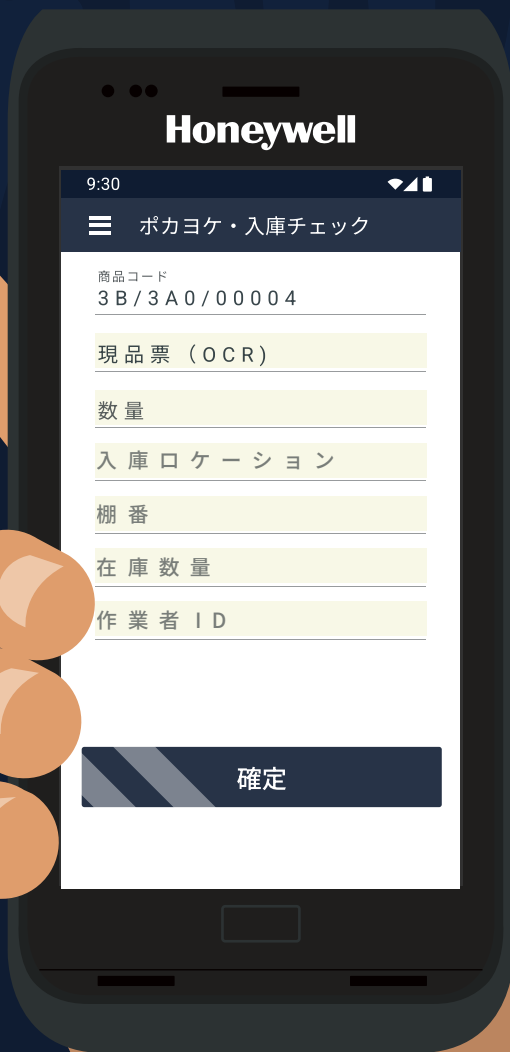 Honeywell
9:30
ポカヨケ・入庫チェック
商品コード
3B/3A0/00004
現品票（OCR)
数量
入庫ロケーション
棚番
在庫数量
作業者ID
確定